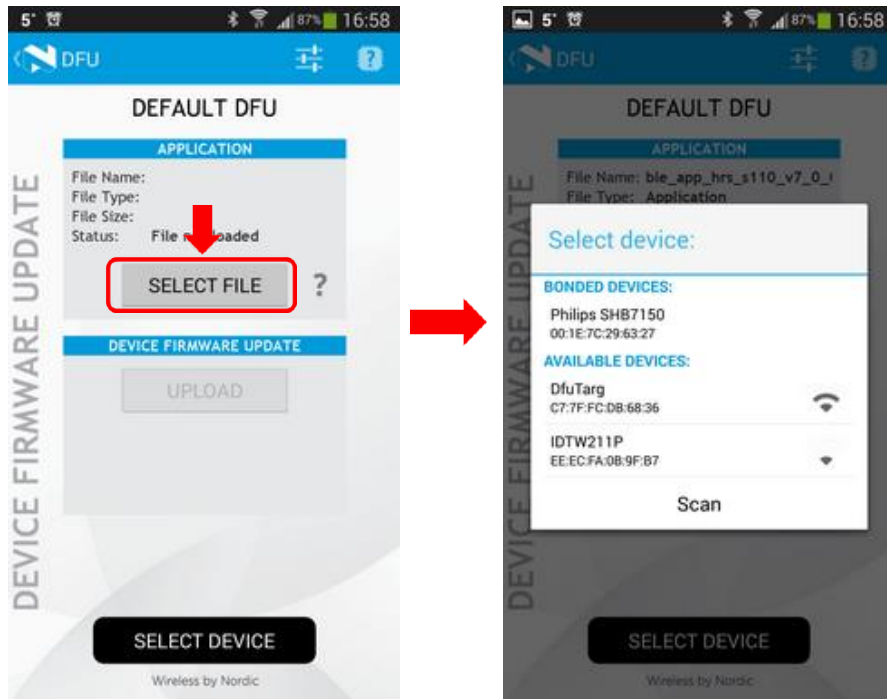 5° 87% 16:58
DFU ?
DEFAULT DFU
APPLICATION
File Name:
File Type:
File Size:
Status: File loaded
SELECT FILE ?
DEVICE FIRMWARE UPDATE
UPLOAD
DEVICE FIRMWARE UPDATE
SELECT DEVICE
Wireless by Nordic
5° 87% 16:58
DFU ?
DEFAULT DFU
APPLICATION
File Name: ble_app_hrs_s110_v7_0_
File Type: Application
Select device:
BONDED DEVICES:
Philips SHB7150
00:1E:7C:29:63:27
AVAILABLE DEVICES:
DfuTarg
C7:7F:FC:DB:68:36
IDTW211P
EE:EC:FA:0B:9F:B7
Scan
DEVICE FIRMWARE UPDATE
SELECT DEVICE
Wireless by Nordic